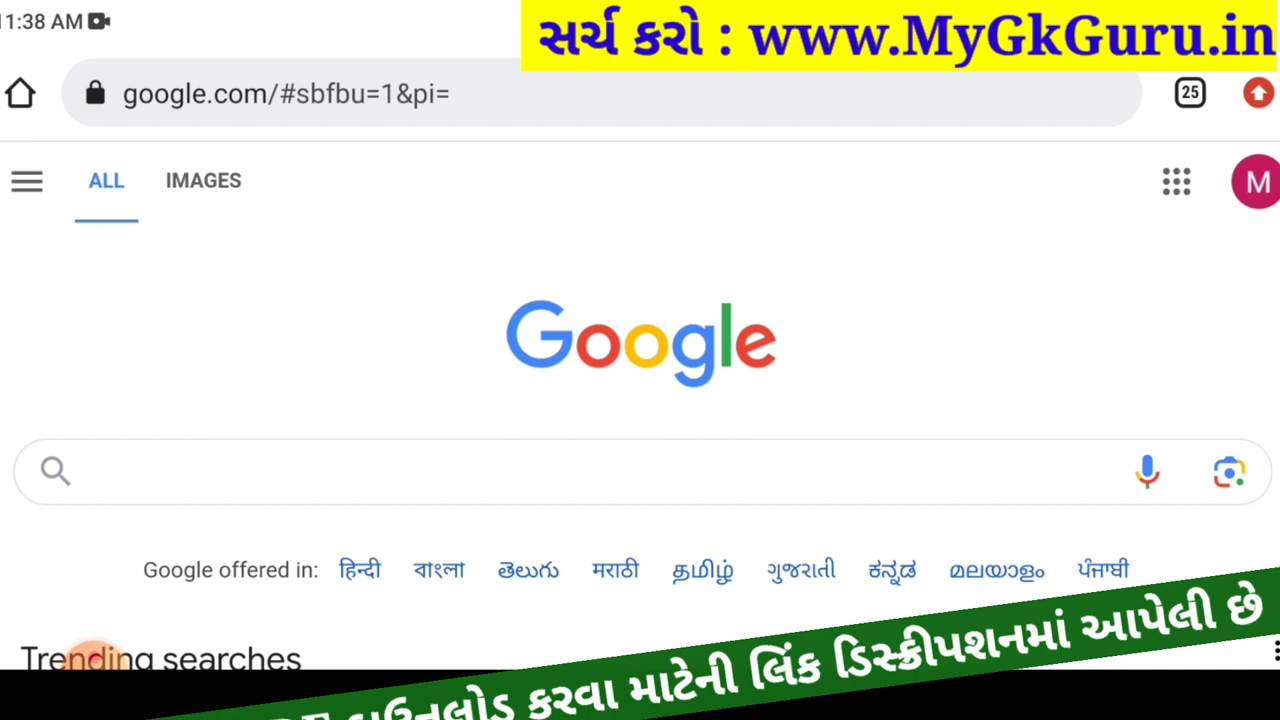 11:38 AM
સર્ચ કરો : www.MyGkGuru.in
google.com/#sbfbu=1&pi=
25
ALL IMAGES
M
Google
Google offered in: हिन्दी বাংলা తెలుగు मराठी தமிழ் ગુજરાતી ಕನ್ನಡ മലയാളം ਪੰਜਾਬੀ
Trending searches
ડાઉનલોડ કરવા માટેની લિંક ડિસ્ક્રીપશનમાં આપેલી છે